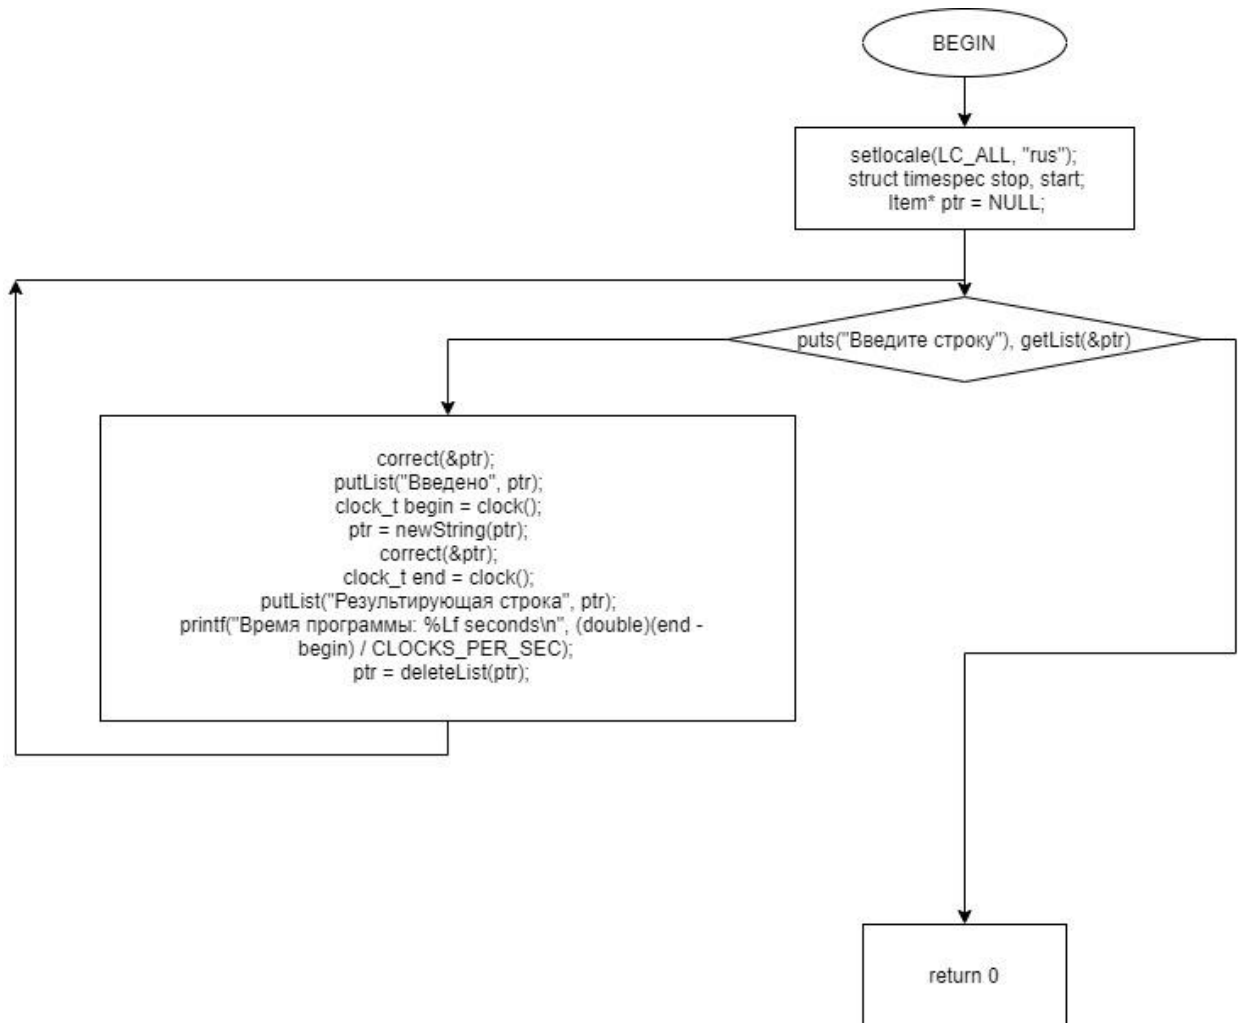 BEGIN
setlocale(LC_ALL, "rus");
struct timespec stop, start;
Item* ptr = NULL;
puts("Введите строку"), getList(&ptr)
correct(&ptr);
putList("Введено", ptr);
clock_t begin = clock();
ptr = newString(ptr);
correct(&ptr);
clock_t end = clock();
putList("Результирующая строка", ptr);
printf("Время программы: %Lf seconds\n", (double)(end -
begin) / CLOCKS_PER_SEC);
ptr = deleteList(ptr);
return 0